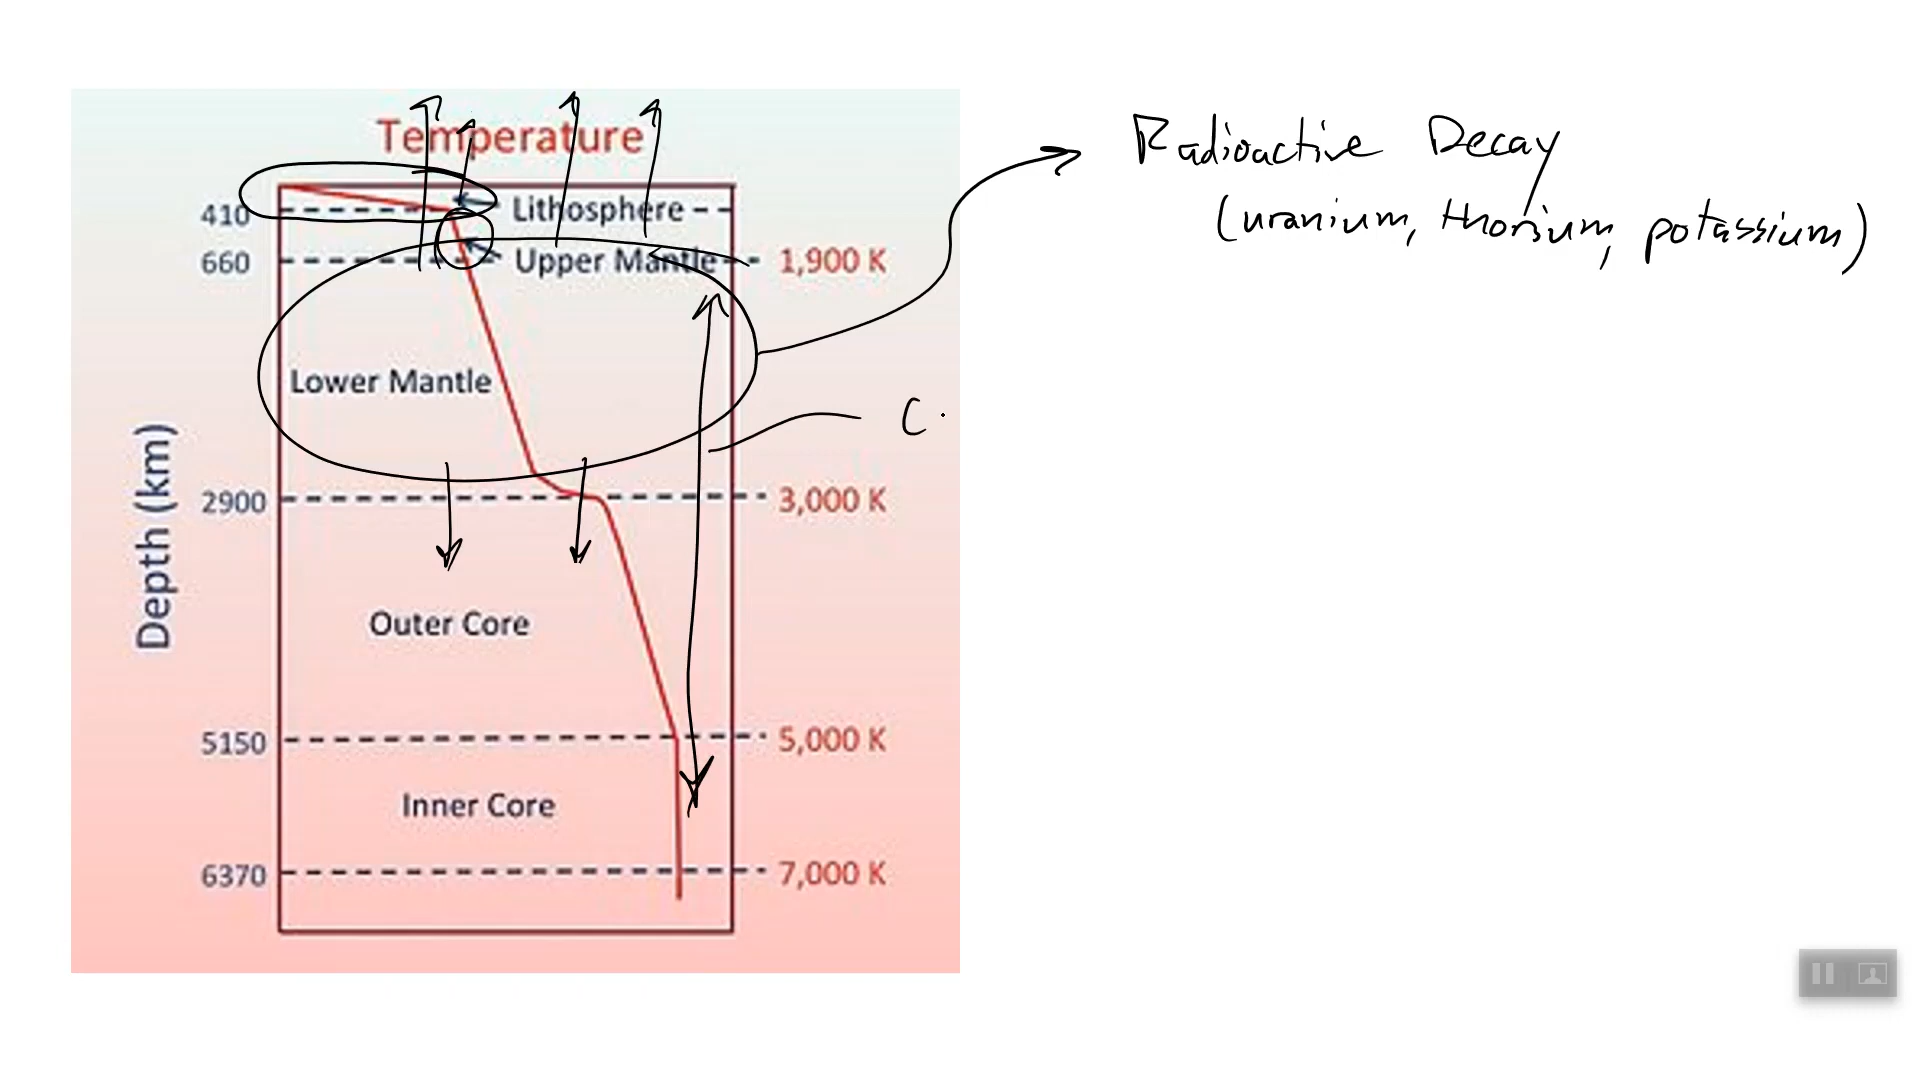 Temperature
Radioactive Decay
(uranium, thorium, potassium)
410
Lithosphere
660
Upper Mantle
1,900 K
Lower Mantle
C
Depth (km)
2900
3,000 K
Outer Core
5150
5,000 K
Inner Core
6370
7,000 K